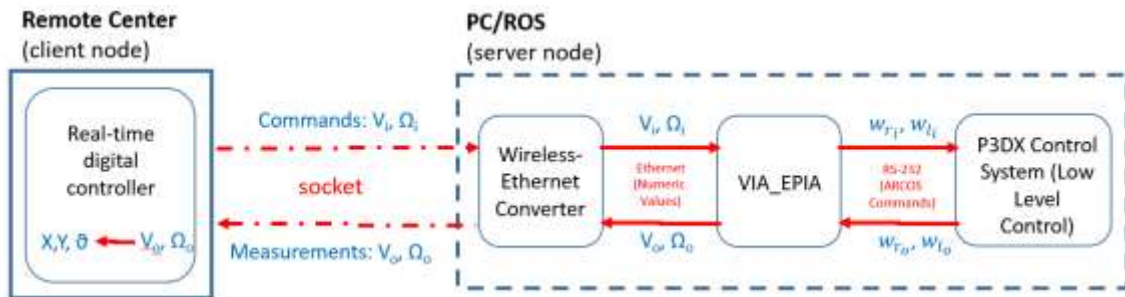 Remote Center
(client node)
PC/ROS
(server node)
Real-time
digital
controller
X,Y, ϑ
Vo, Ωo
Commands: Vi, Ωi
socket
Measurements: Vo, Ωo
Wireless-
Ethernet
Converter
Vi, Ωi
Ethernet
(Numeric
Values)
Vo, Ωo
VIA_EPIA
wri, wli
RS-232
(ARCOS
Commands)
wro, wlo
P3DX Control
System (Low
Level
Control)